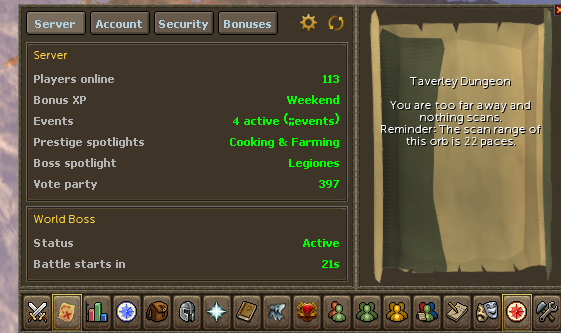 Server Account Security Bonuses
Server
Players online 113
Bonus XP Weekend
Events 4 active (;;events)
Prestige spotlights Cooking & Farming
Boss spotlight Legiones
Vote party 397
World Boss
Status Active
Battle starts in 21s
Taverley Dungeon
You are too far away and
nothing scans.
Reminder: The scan range of
this orb is 22 paces.